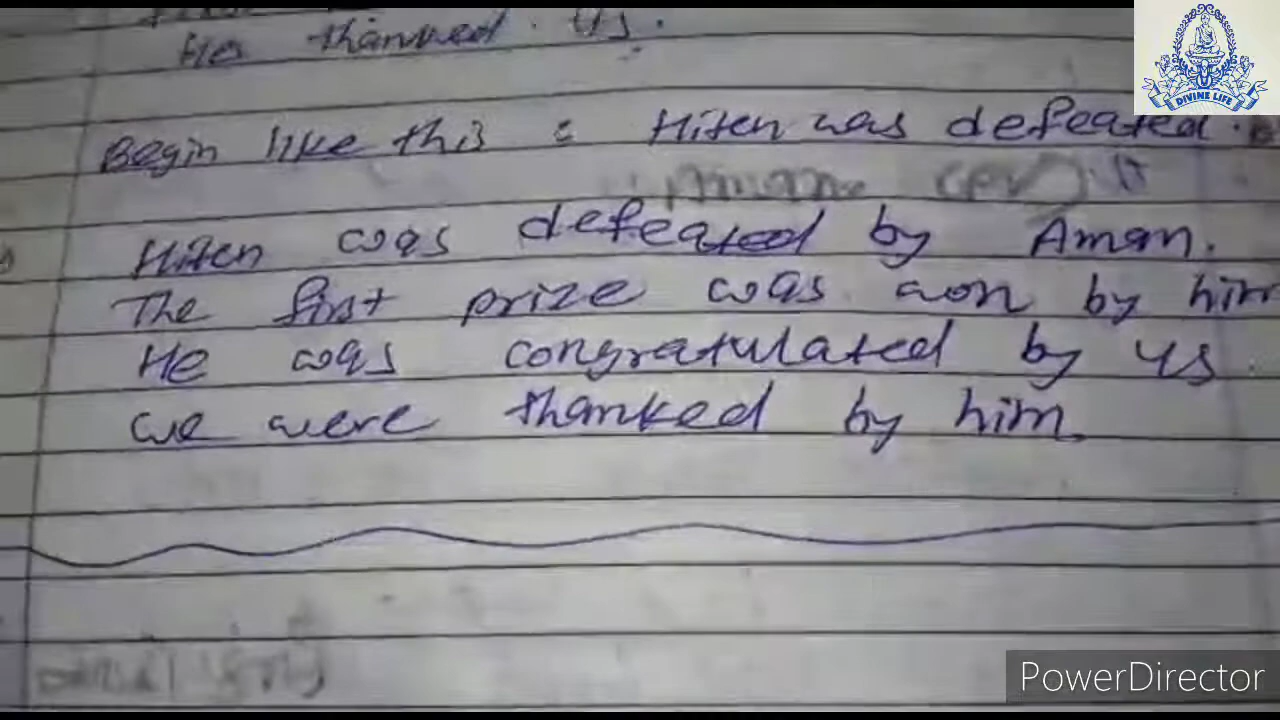 He thanked us.
Begin like this : Hiten was defeated.
Hiten was defeated by Aman.
The first prize was won by him
He was congratulated by us.
we were thanked by him.
DIVINE LIFE
PowerDirector